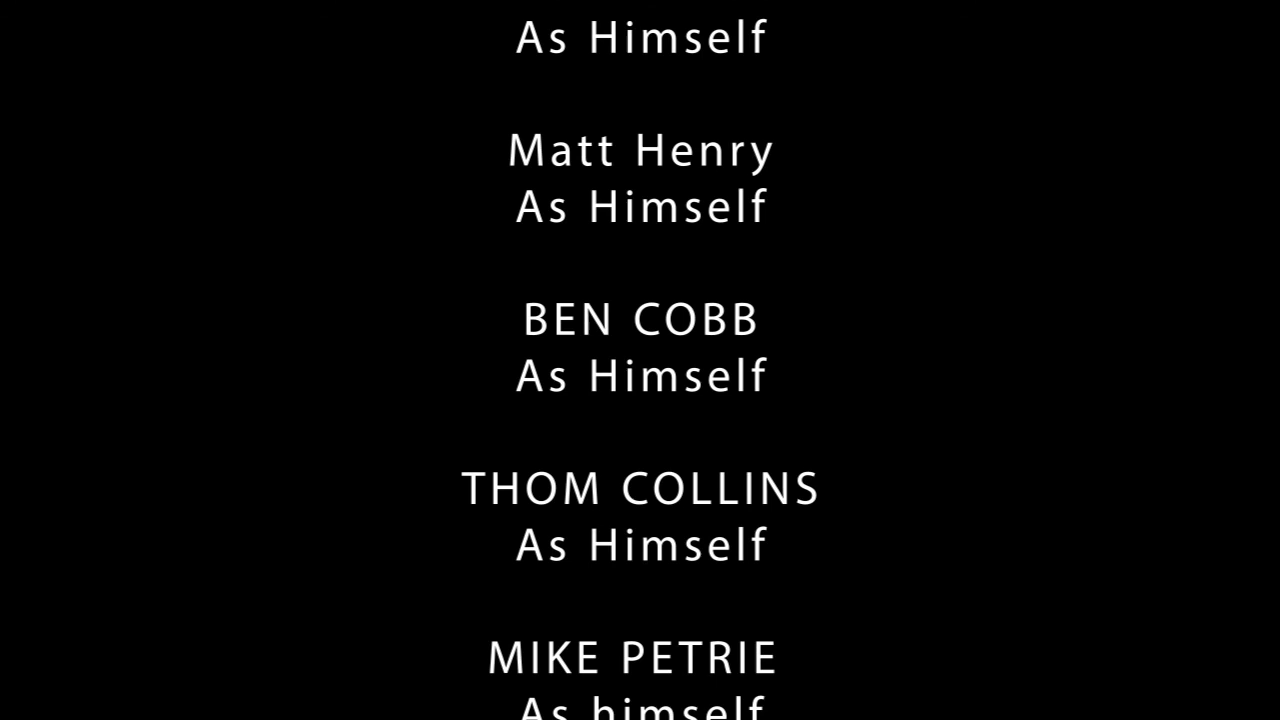 As Himself
Matt Henry
As Himself
BEN COBB
As Himself
THOM COLLINS
As Himself
MIKE PETRIE
As himself